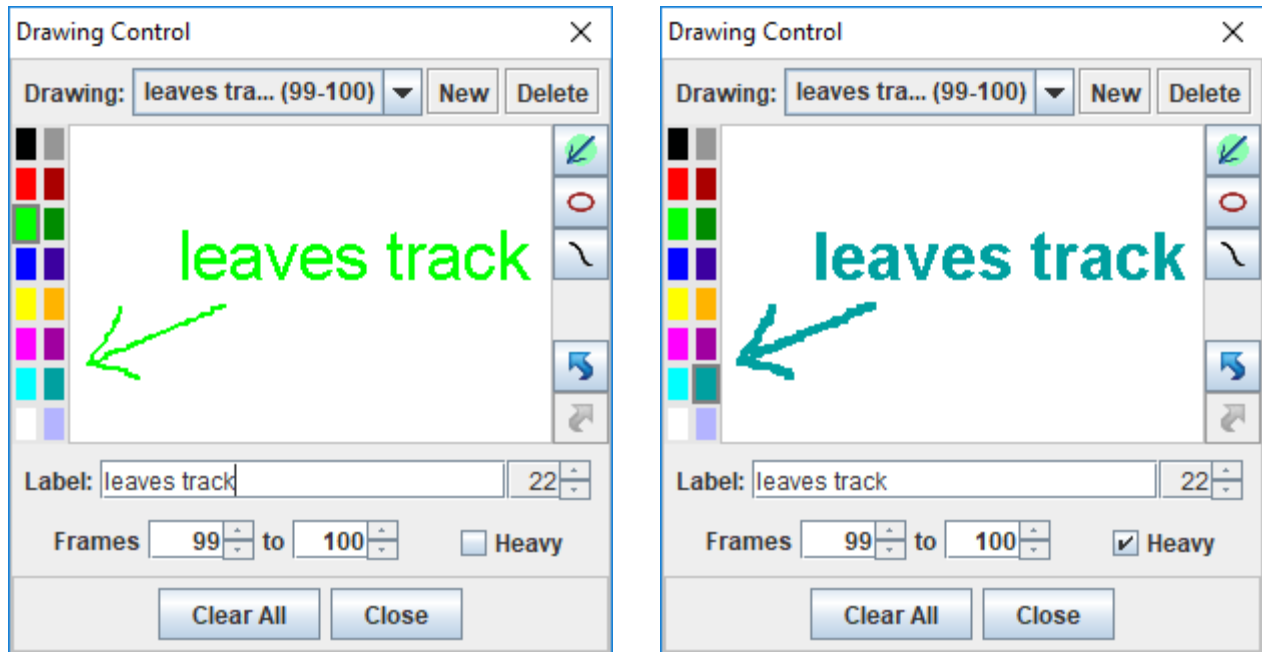 Drawing Control
Drawing: leaves tra... (99-100) New Delete
leaves track
Label: leaves track 22
Frames 99 to 100 Heavy
Clear All Close
Drawing Control
Drawing: leaves tra... (99-100) New Delete
leaves track
Label: leaves track 22
Frames 99 to 100 Heavy
Clear All Close